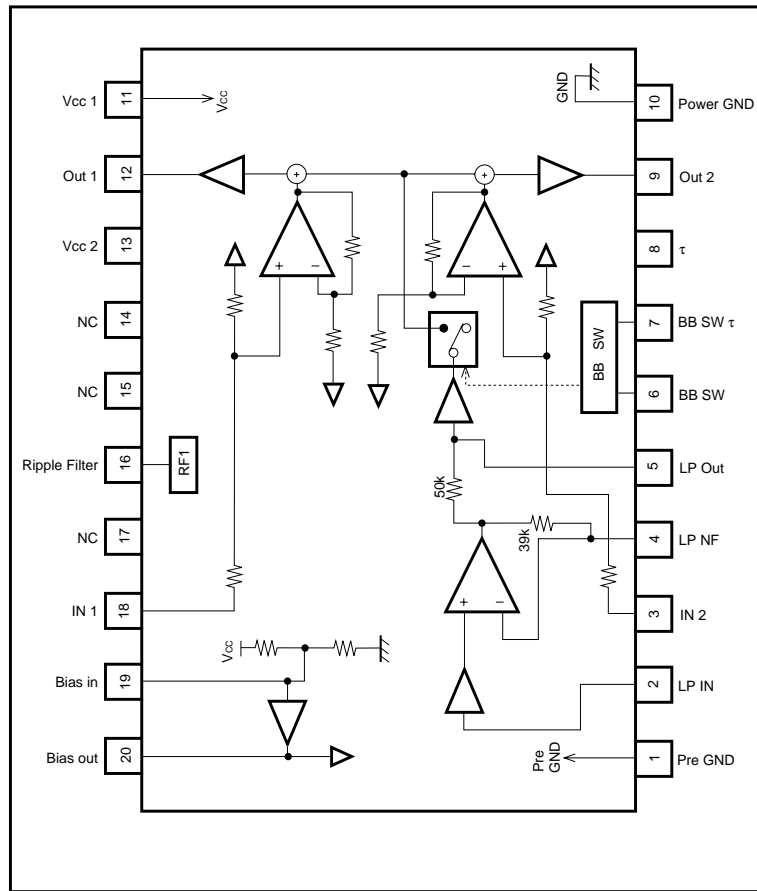 Vcc 1
11
VCC
GND
10
Power GND
Out 1
12
+
+
9
Out 2
Vcc 2
13
+
–
–
+
8
τ
NC
14
BB SW
7
BB SW τ
NC
15
6
BB SW
Ripple Filter
16
RF1
5
LP Out
50k
NC
17
39k
4
LP NF
IN 1
18
+
–
3
IN 2
VCC
Bias in
19
2
LP IN
Bias out
20
Pre
GND
1
Pre GND